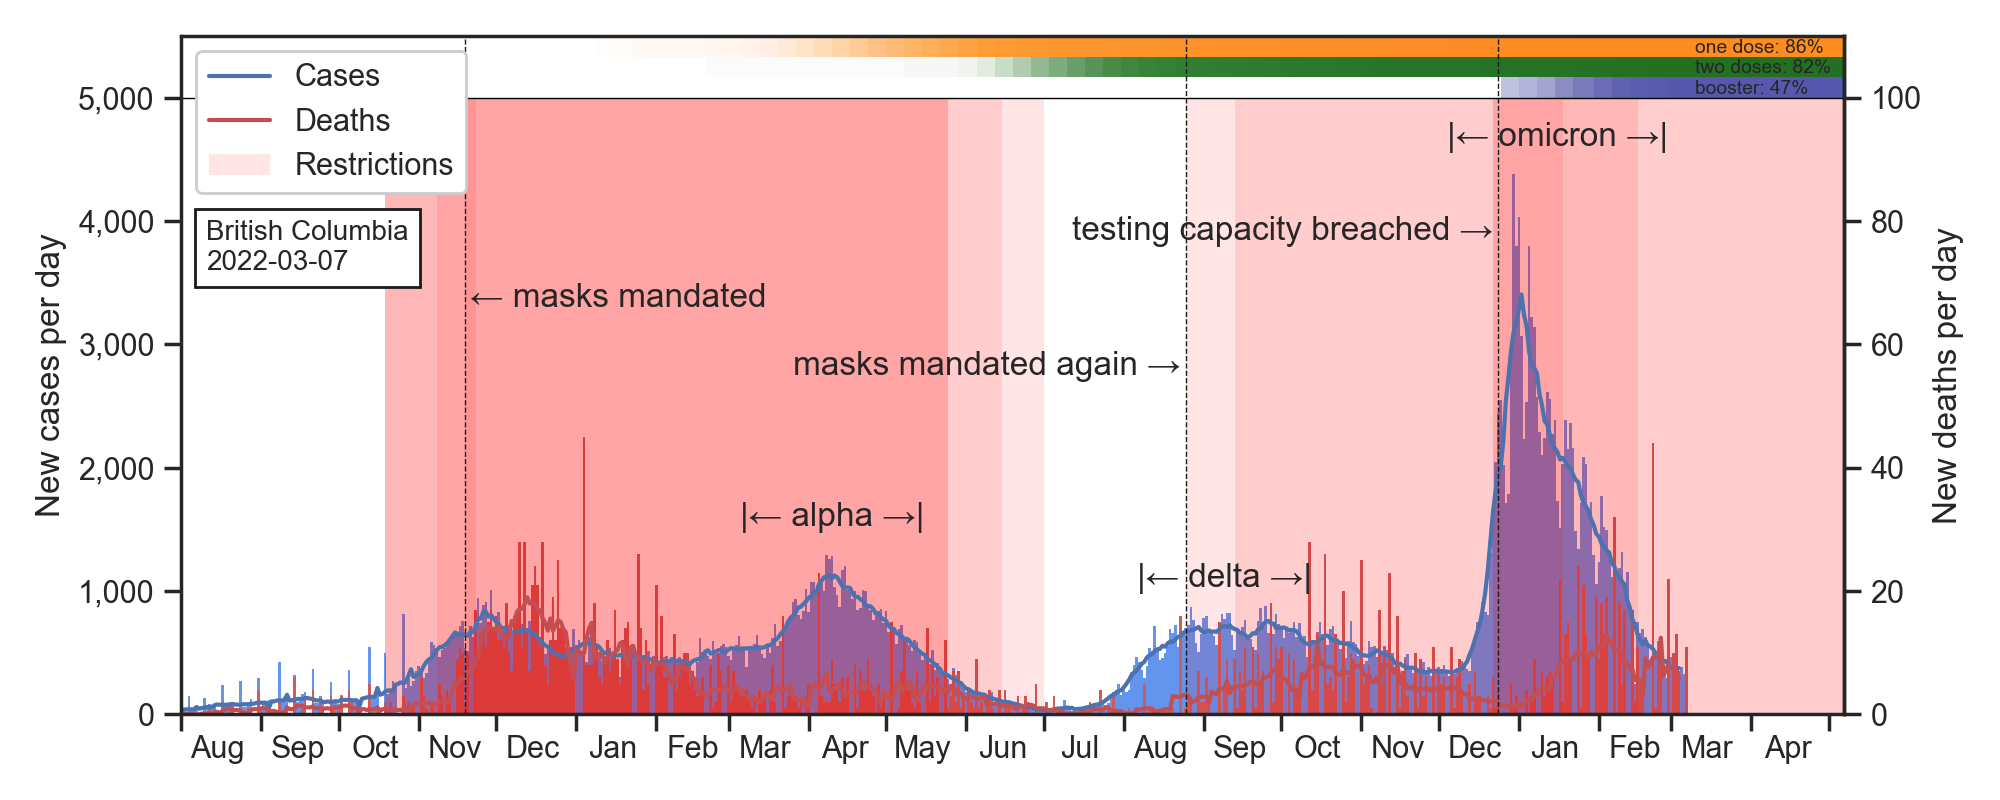 one dose: 86%
two doses: 82%
booster: 47%
Cases
Deaths
Restrictions
British Columbia
2022-03-07
|← omicron →|
testing capacity breached →
← masks mandated
masks mandated again →
|← alpha →|
|← delta →|
New cases per day
5,000
4,000
3,000
2,000
1,000
0
New deaths per day
100
80
60
40
20
0
Aug Sep Oct Nov Dec Jan Feb Mar Apr May Jun Jul Aug Sep Oct Nov Dec Jan Feb Mar Apr